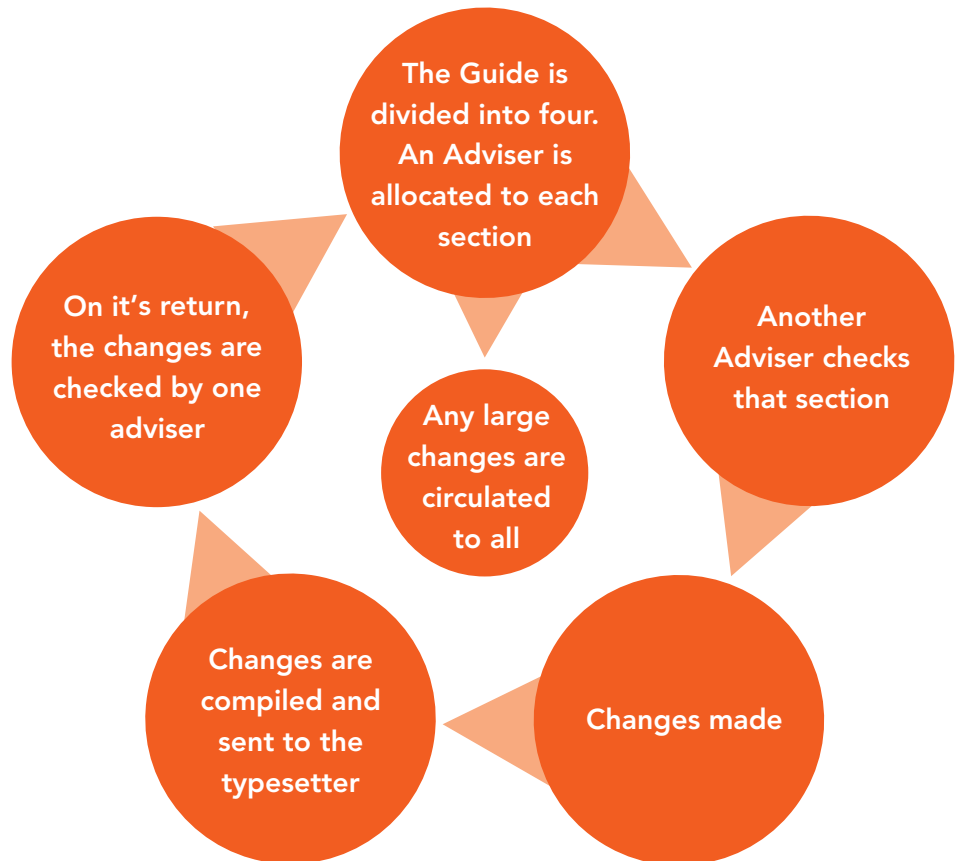 The Guide is
divided into four.
An Adviser is
allocated to each
section
Another
Adviser checks
that section
Changes made
Changes are
compiled and
sent to the
typesetter
On it's return,
the changes are
checked by one
adviser
Any large
changes are
circulated
to all